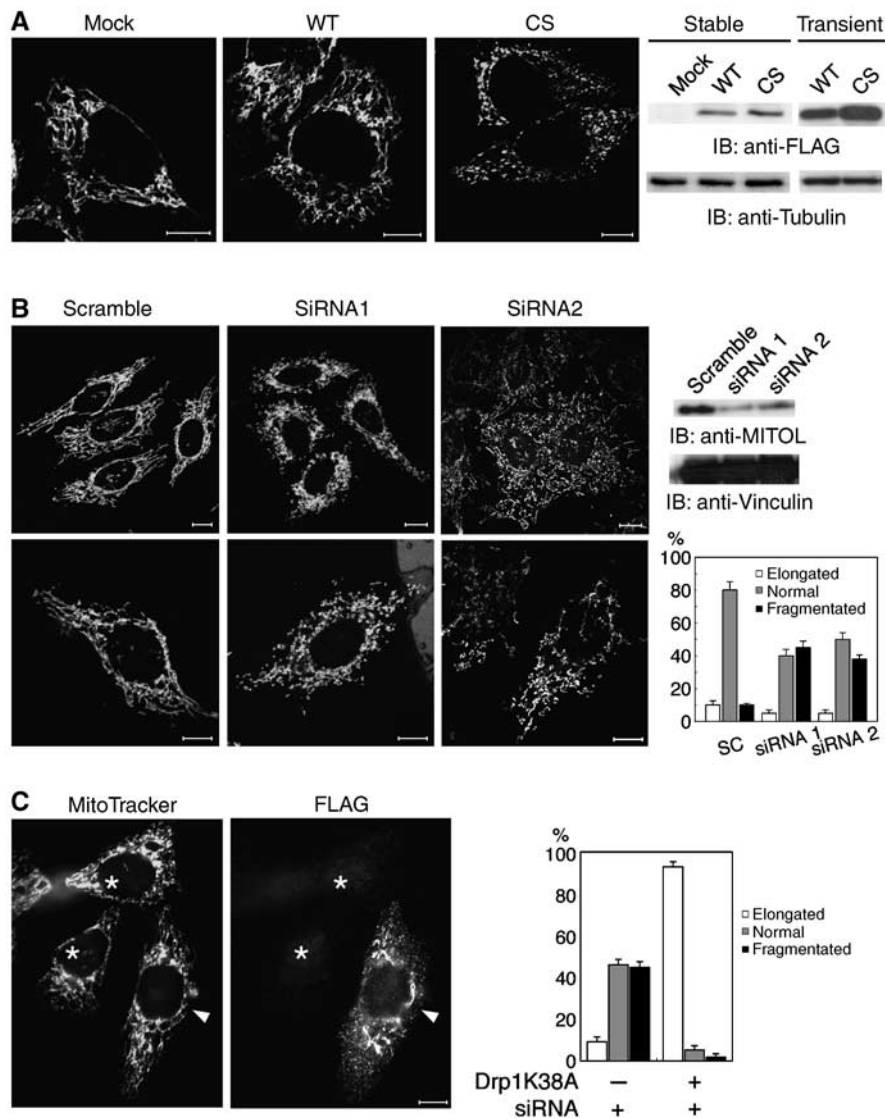 A
Mock
WT
CS
Stable
Transient
Mock
WT
CS
WT
CS
IB: anti-FLAG
IB: anti-Tubulin
B
Scramble
SiRNA1
SiRNA2
Scramble
siRNA 1
siRNA 2
IB: anti-MITOL
IB: anti-Vinculin
%
100
80
60
40
20
0
Elongated
Normal
Fragmentated
SC
siRNA 1
siRNA 2
C
MitoTracker
FLAG
*
*
*
*
%
100
80
60
40
20
0
Elongated
Normal
Fragmentated
Drp1K38A − +
siRNA + +